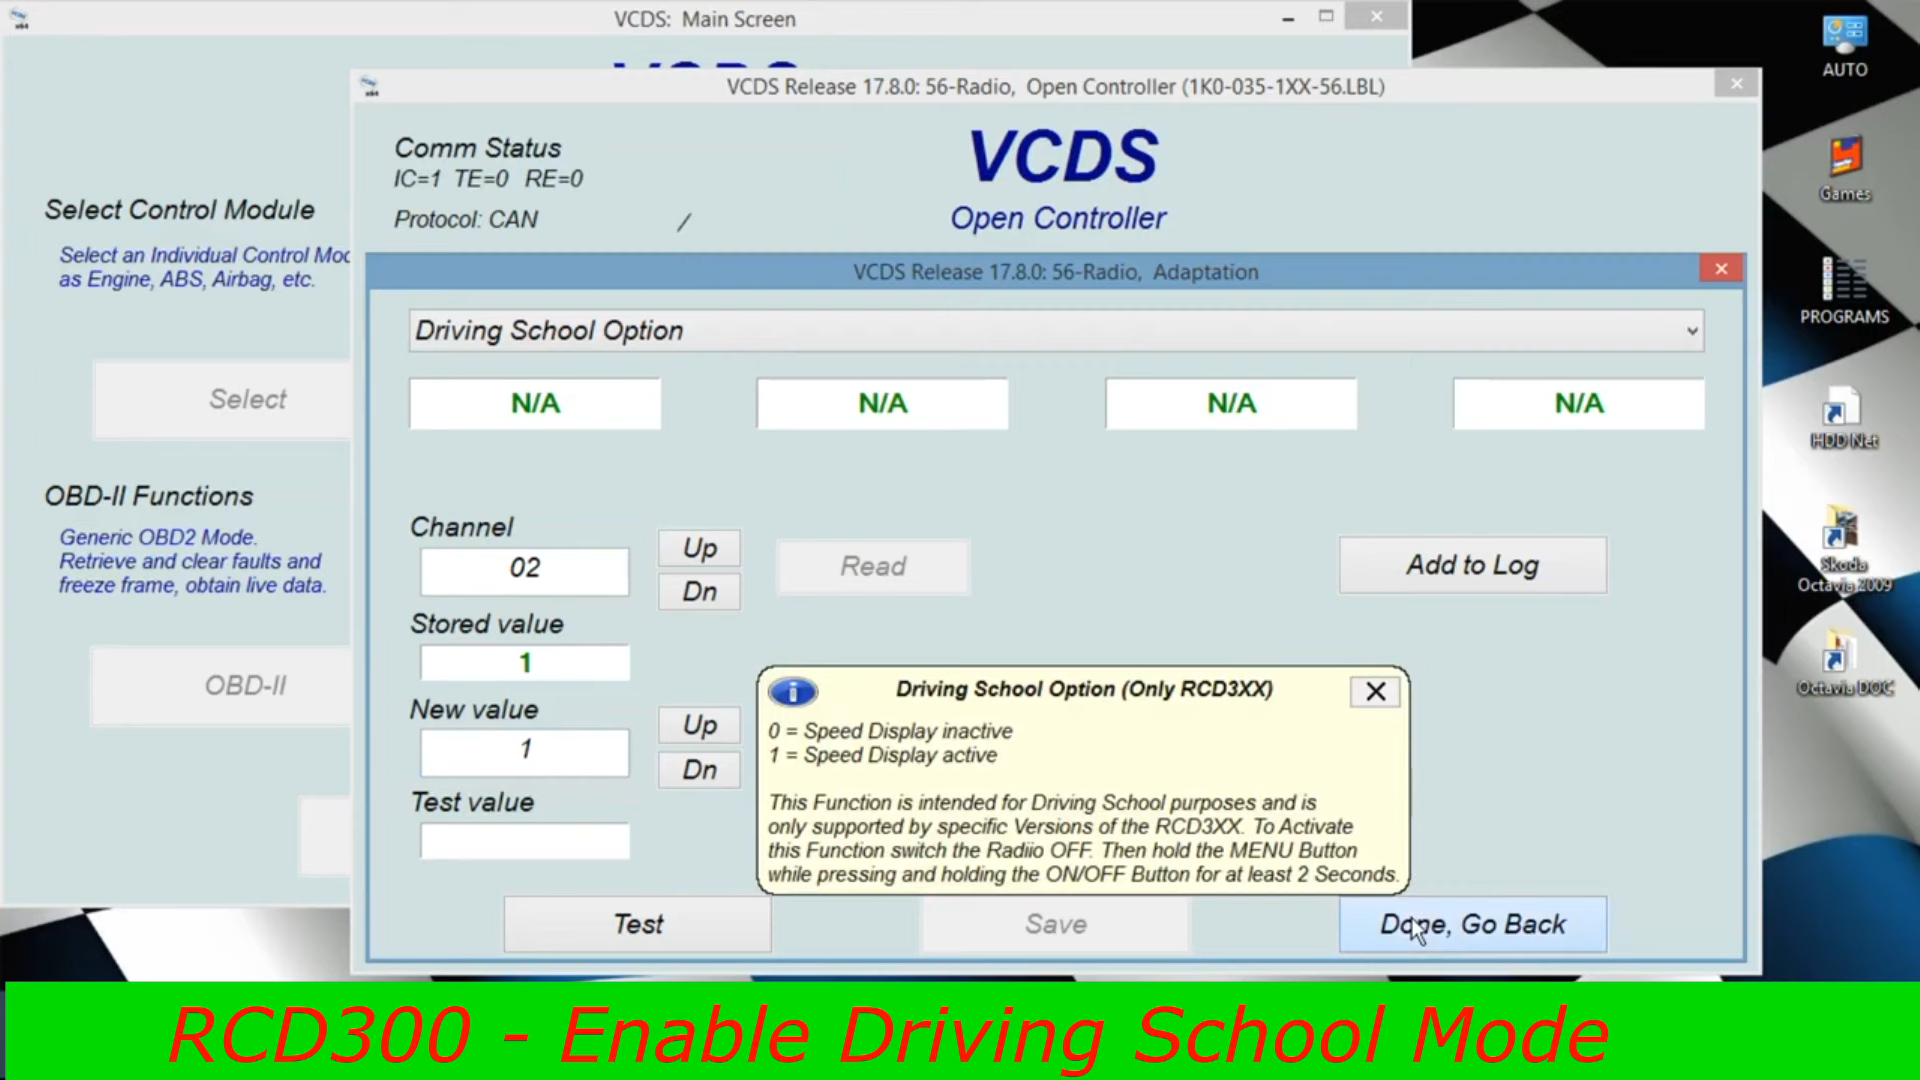 VCDS: Main Screen
VCDS Release 17.8.0: 56-Radio, Open Controller (1K0-035-1XX-56.LBL)
Comm Status
IC=1 TE=0 RE=0
Protocol: CAN
/
VCDS
Open Controller
Select Control Module
Select an Individual Control Moc
as Engine, ABS, Airbag, etc.
Select
OBD-II Functions
Generic OBD2 Mode.
Retrieve and clear faults and
freeze frame, obtain live data.
OBD-II
VCDS Release 17.8.0: 56-Radio, Adaptation
Driving School Option
N/A
N/A
N/A
N/A
Channel
02
Up
Dn
Read
Add to Log
Stored value
1
New value
1
Up
Dn
Test value
Driving School Option (Only RCD3XX)
0 = Speed Display inactive
1 = Speed Display active
This Function is intended for Driving School purposes and is
only supported by specific Versions of the RCD3XX. To Activate
this Function switch the Radiio OFF. Then hold the MENU Button
while pressing and holding the ON/OFF Button for at least 2 Seconds.
Test
Save
Done, Go Back
AUTO
Games
PROGRAMS
HDD Net
Skoda
Octavia 2009
Octavia DOC
RCD300 - Enable Driving School Mode